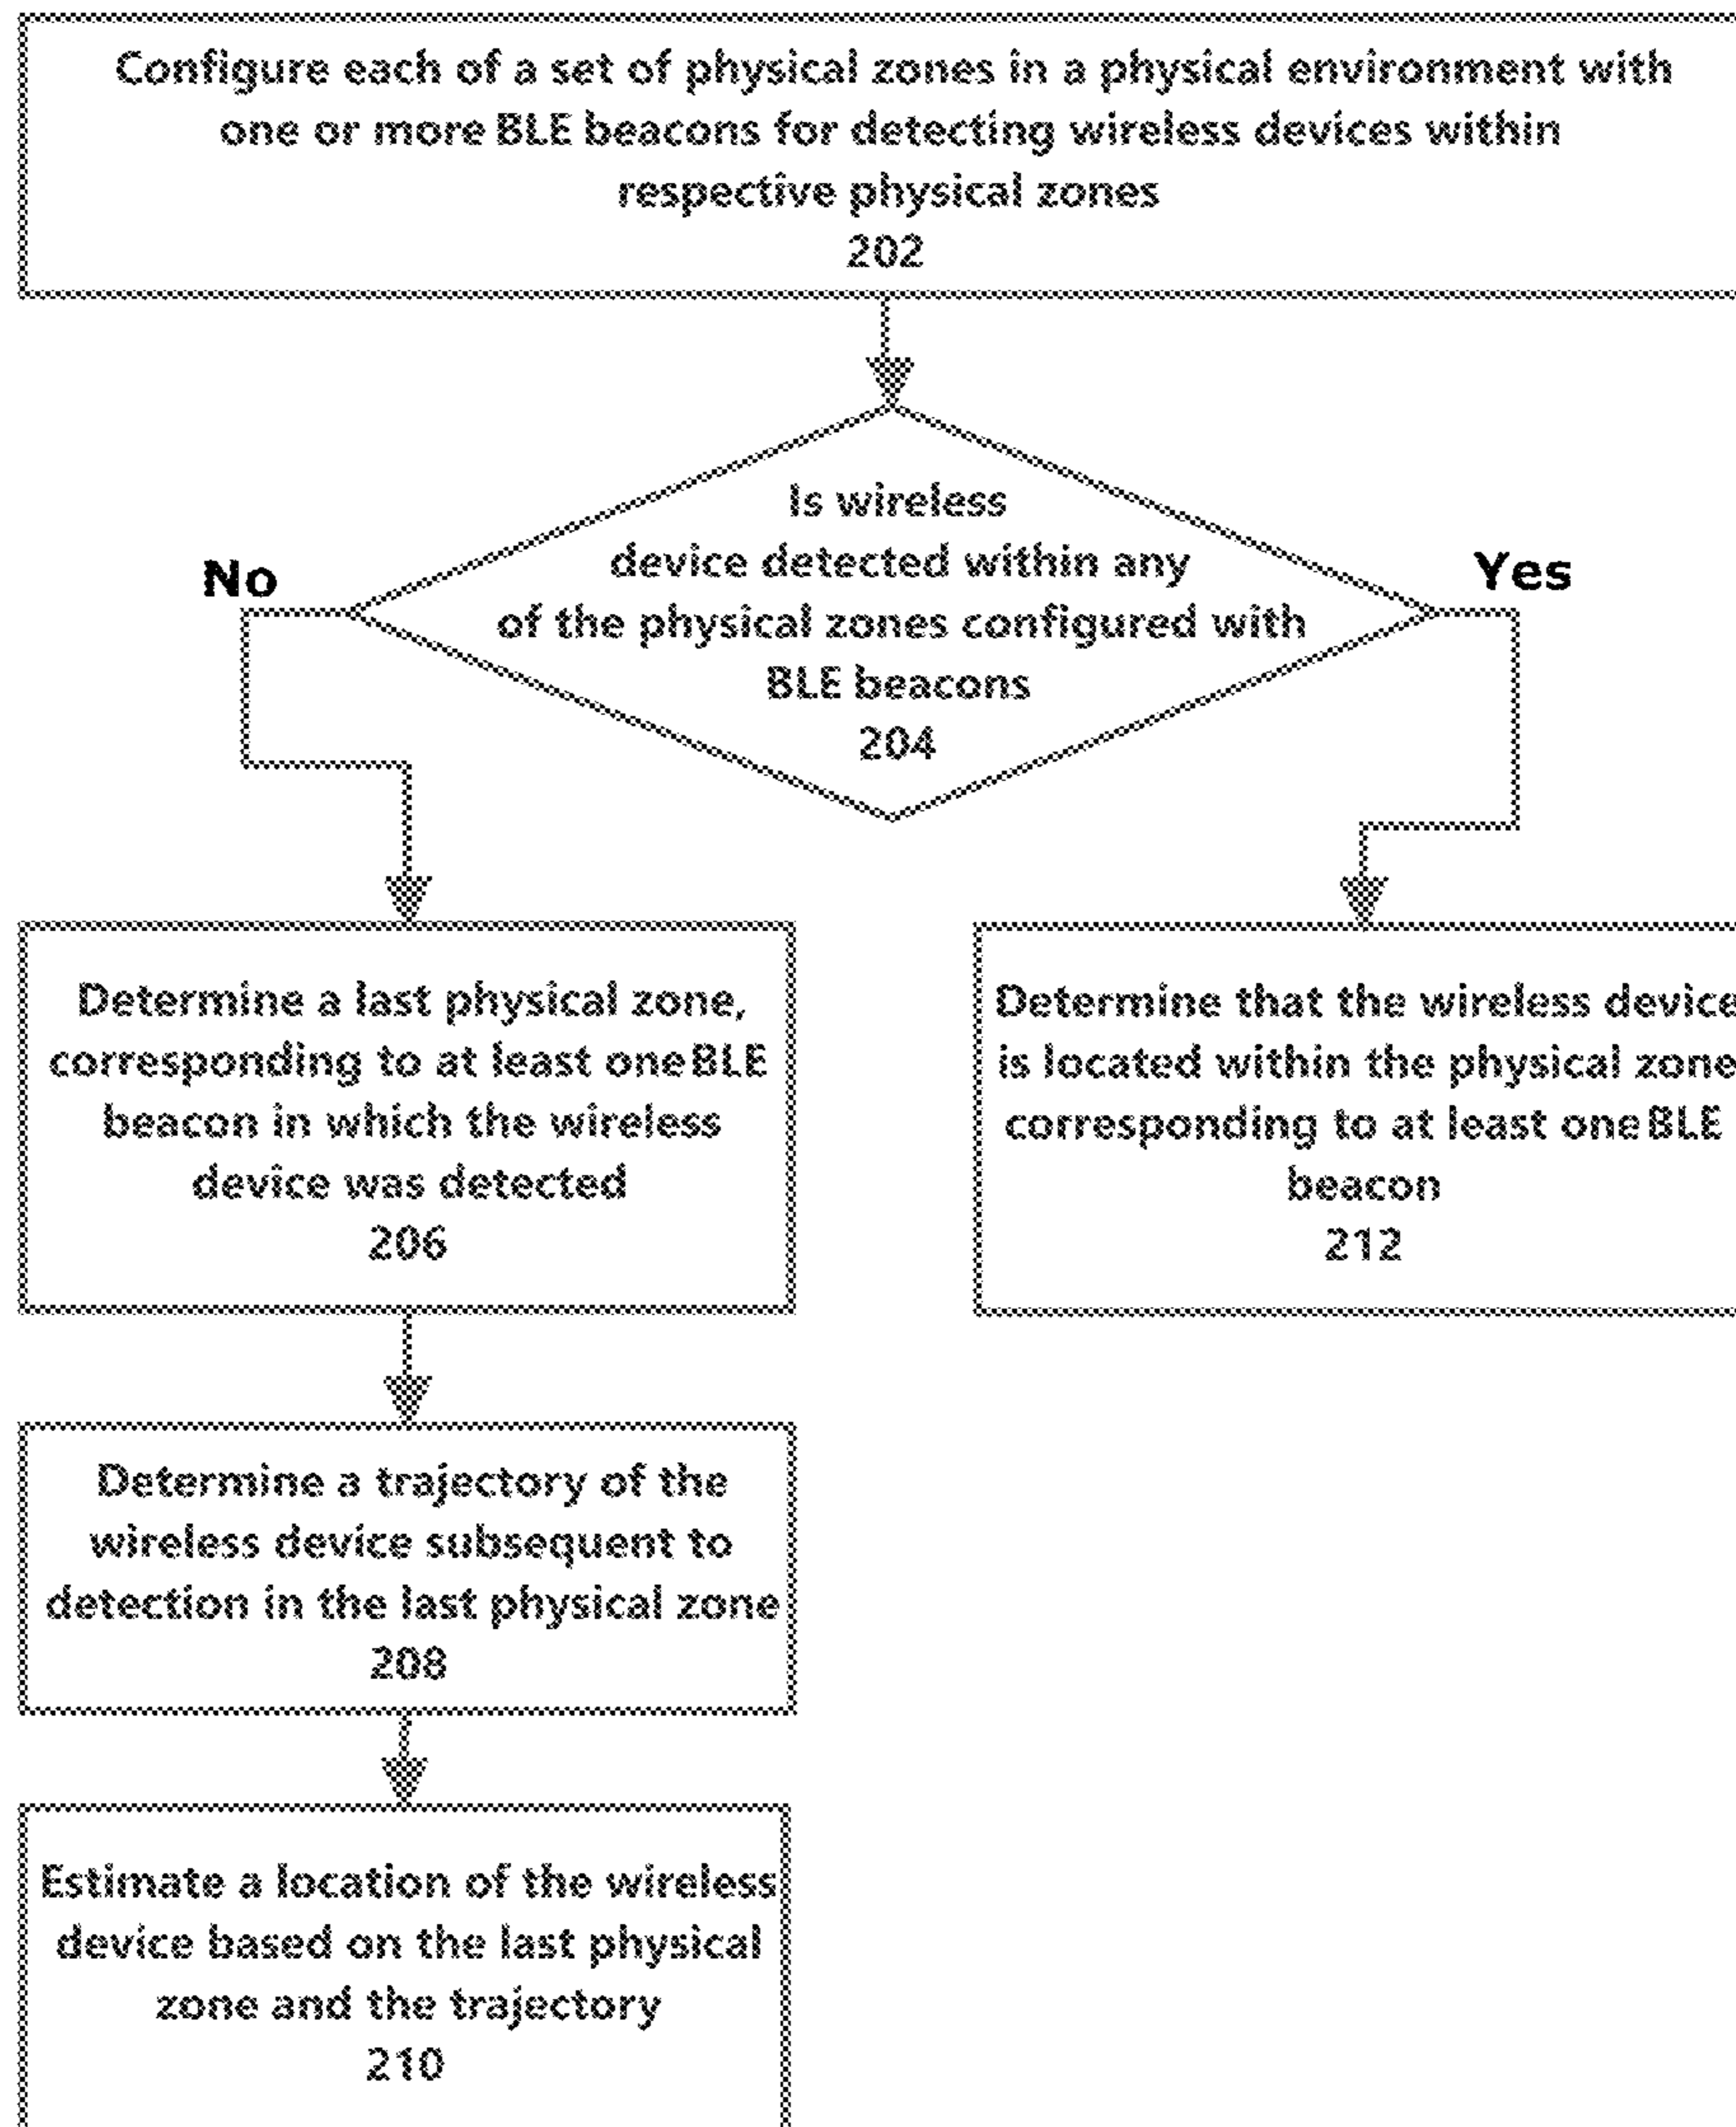 Configure each of a set of physical zones in a physical environment with
one or more BLE beacons for detecting wireless devices within
respective physical zones
202
Is wireless
device detected within any
of the physical zones configured with
BLE beacons
204
No
Yes
Determine a last physical zone,
corresponding to at least one BLE
beacon in which the wireless
device was detected
206
Determine that the wireless device
is located within the physical zone
corresponding to at least one BLE
beacon
212
Determine a trajectory of the
wireless device subsequent to
detection in the last physical zone
208
Estimate a location of the wireless
device based on the last physical
zone and the trajectory
210